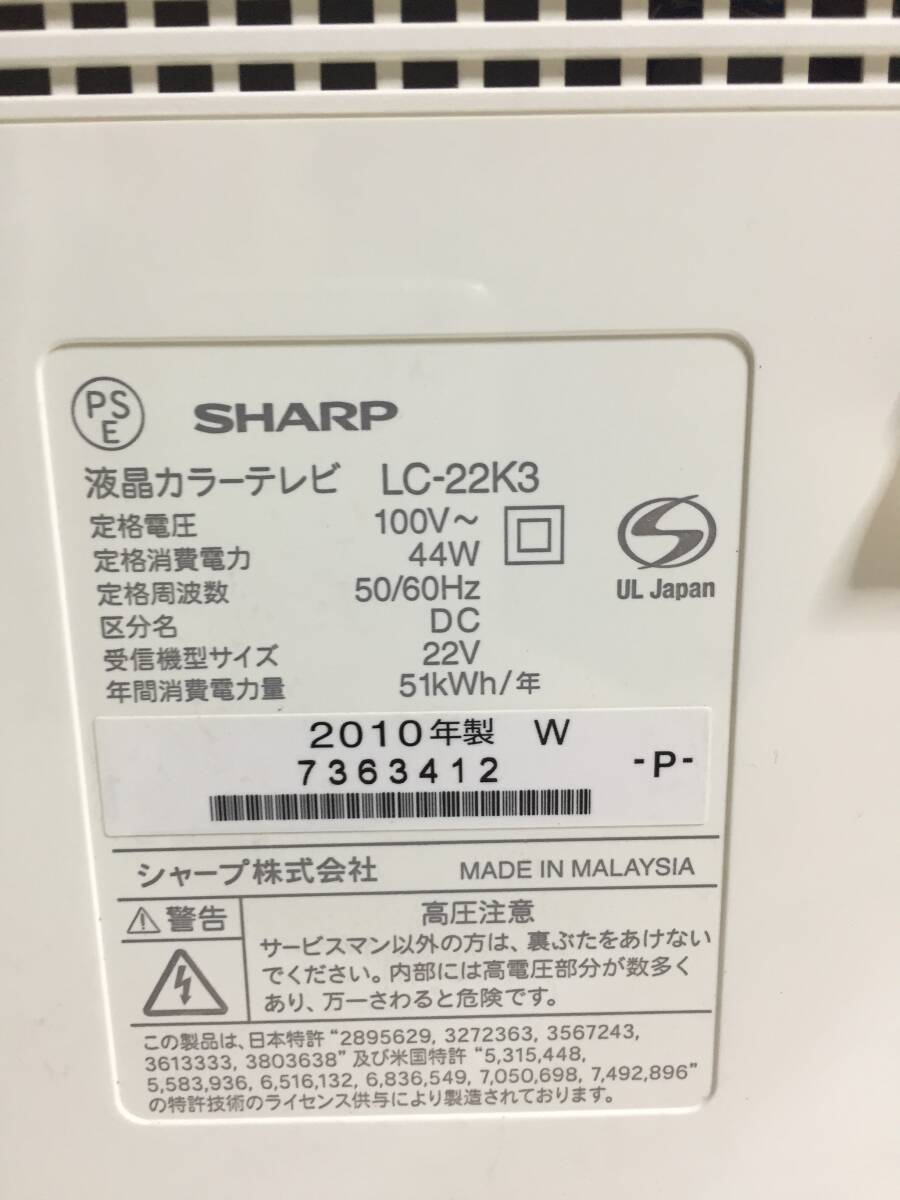 PS
E
SHARP
液晶カラーテレビ LC-22K3
定格電圧 100V～
定格消費電力 44W
定格周波数 50/60Hz
区分名 DC
受信機型サイズ 22V
年間消費電力量 51kWh/年
S
UL Japan
2010年製 W
7363412 -P-
シャープ株式会社 MADE IN MALAYSIA
警告
高圧注意
サービスマン以外の方は、裏ぶたをあけない
でください。内部には高電圧部分が数多く
あり、万一さわると危険です。
この製品は、日本特許 “2895629, 3272363, 3567243,
3613333, 3803638” 及び米国特許 “5,315,448,
5,583,936, 6,516,132, 6,836,549, 7,050,698, 7,492,896”
の特許技術のライセンス供与により製造されております。